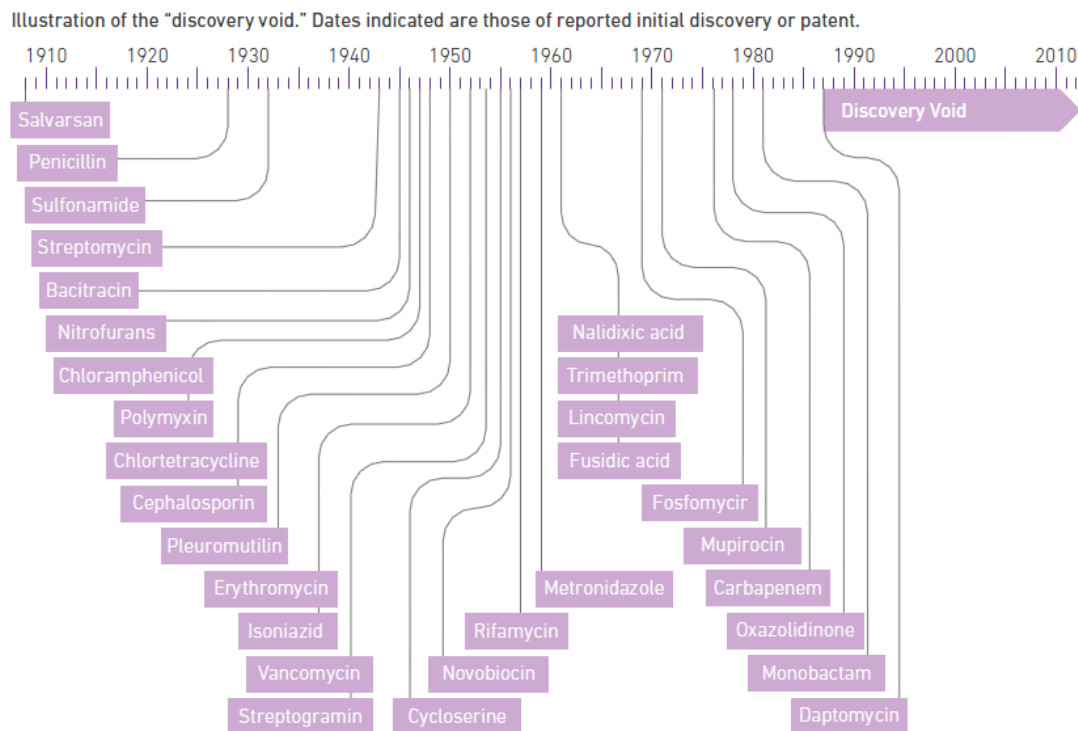 Illustration of the “discovery void.” Dates indicated are those of reported initial discovery or patent.
1910 1920 1930 1940 1950 1960 1970 1980 1990 2000 2010
Salvarsan
Discovery Void
Penicillin
Sulfonamide
Streptomycin
Bacitracin
Nitrofurans
Nalidixic acid
Chloramphenicol
Trimethoprim
Polymyxin
Lincomycin
Chlortetracycline
Fusidic acid
Cephalosporin
Fosfomycir
Pleuromutilin
Mupirocin
Erythromycin
Metronidazole
Carbapenem
Isoniazid
Rifamycin
Oxazolidinone
Vancomycin
Novobiocin
Monobactam
Streptogramin
Cycloserine
Daptomycin